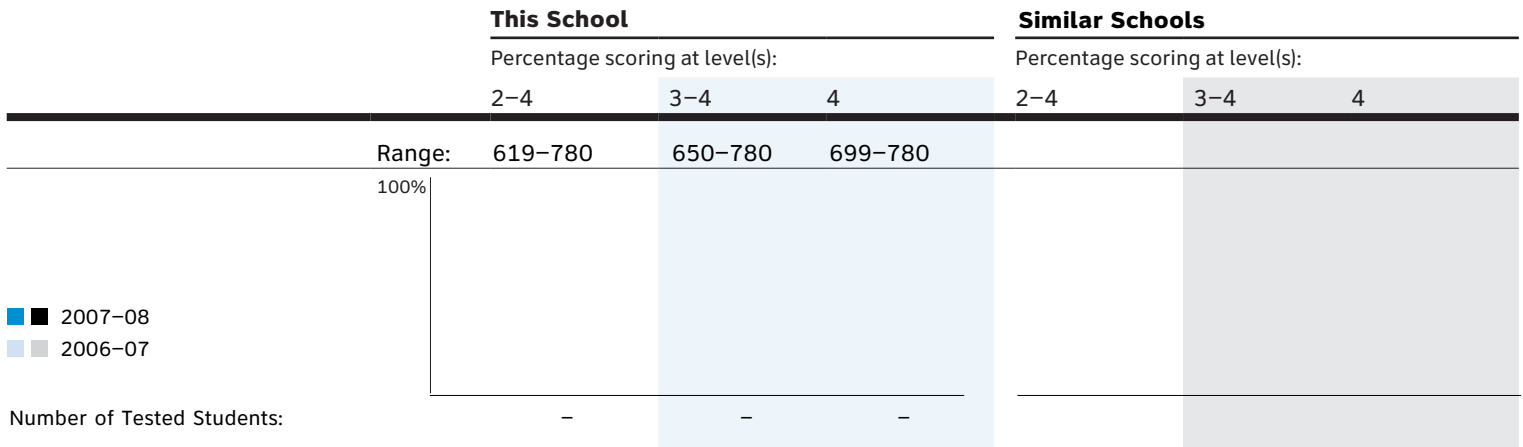 This School Similar Schools
Percentage scoring at level(s): Percentage scoring at level(s):
2–4 3–4 4 2–4 3–4 4
Range: 619–780 650–780 699–780
100%
2007–08
2006–07
Number of Tested Students: – – –